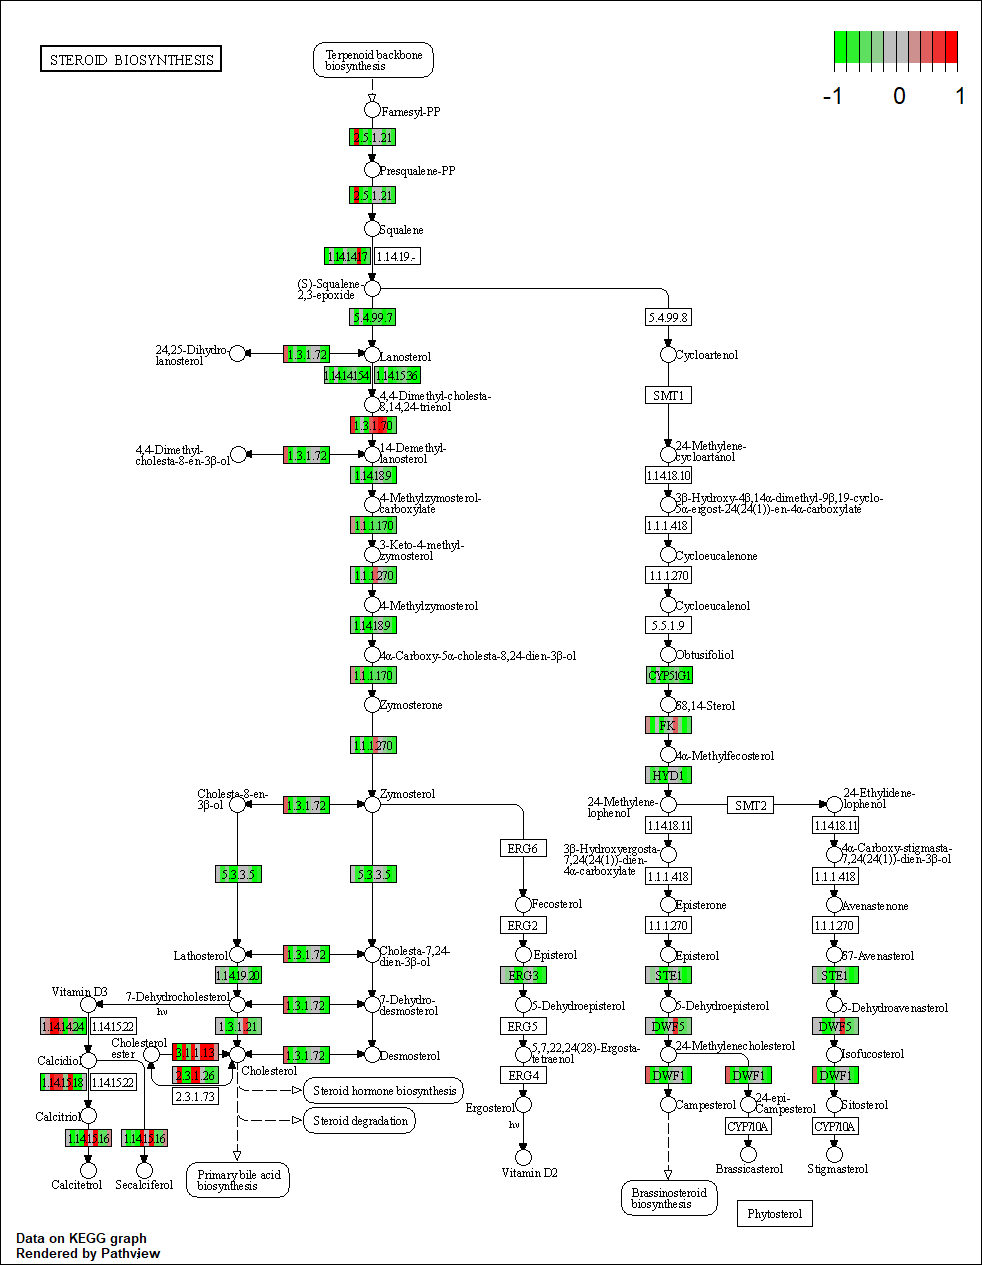 STEROID BIOSYNTHESIS
Terpenoid backbone
biosynthesis
-1
0
1
Farnesyl-PP
2.5.1.21
Presqualene-PP
2.5.1.21
Squalene
1.14.14.17
1.14.19.-
(S)-Squalene-
2,3-epoxide
5.4.99.7
5.4.99.8
24,25-Dihydro-
lanosterol
1.3.1.72
Lanosterol
Cycloartenol
1.14.14.154
1.14.15.36
SMT1
4,4-Dimethyl-cholesta-
8,14,24-trienol
1.3.1.70
4,4-Dimethyl-
cholesta-8-en-3β-ol
1.3.1.72
14-Demethyl-
lanosterol
24-Methylene-
cycloartanol
1.14.18.9
1.14.18.10
4-Methylzymosterol-
carboxylate
3β-Hydroxy-4β,14α-dimethyl-9β,19-cyclo-
5α-ergost-24(24(1))-en-4α-carboxylate
1.1.1.170
1.1.1.418
3-Keto-4-methyl-
zymosterol
Cycloeucalenone
1.1.1.270
1.1.1.270
4-Methylzymosterol
Cycloeucalenol
1.14.18.9
5.5.1.9
4α-Carboxy-5α-cholesta-8,24-dien-3β-ol
Obtusifoliol
1.1.1.170
CYP51G1
Zymosterone
δ8,14-Sterol
FK
1.1.1.270
4α-Methylfecosterol
HYD1
Cholesta-8-en-
3β-ol
1.3.1.72
Zymosterol
24-Methylene-
lophenol
SMT2
24-Ethylidene-
lophenol
1.14.18.11
1.14.18.11
ERG6
3β-Hydroxyergosta-
7,24(24(1))-dien-
4α-carboxylate
4α-Carboxy-stigmasta-
7,24(24(1))-dien-3β-ol
5.3.3.5
5.3.3.5
1.1.1.418
1.1.1.418
Fecosterol
Episterone
Avenastenone
ERG2
1.1.1.270
1.1.1.270
Lathosterol
1.3.1.72
Cholesta-7,24-
dien-3β-ol
Episterol
Episterol
δ7-Avenasterol
1.14.19.20
ERG3
STE1
STE1
Vitamin D3
7-Dehydrocholesterol
hν
1.3.1.72
7-Dehydro-
desmosterol
5-Dehydroepisterol
5-Dehydroepisterol
5-Dehydroavenasterol
1.14.14.24
1.14.15.22
1.3.1.21
ERG5
DWF5
DWF5
Calcidiol
Cholesterol
ester
3.1.1.13
Cholesterol
1.3.1.72
Desmosterol
5,7,22,24(28)-Ergosta-
tetraenol
24-Methylenecholesterol
Isofucosterol
2.3.1.26
1.14.15.18
1.14.15.22
2.3.1.73
ERG4
DWF1
DWF1
DWF1
Steroid hormone biosynthesis
Calcitriol
Steroid degradation
Ergosterol
hν
Campesterol
24-epi-
Campesterol
Sitosterol
1.14.15.16
1.14.15.16
CYP710A
CYP710A
Calcitetrol
Secalciferol
Primary bile acid
biosynthesis
Vitamin D2
Brassicasterol
Stigmasterol
Brassinosteroid
biosynthesis
Phytosterol
Data on KEGG graph
Rendered by Pathview